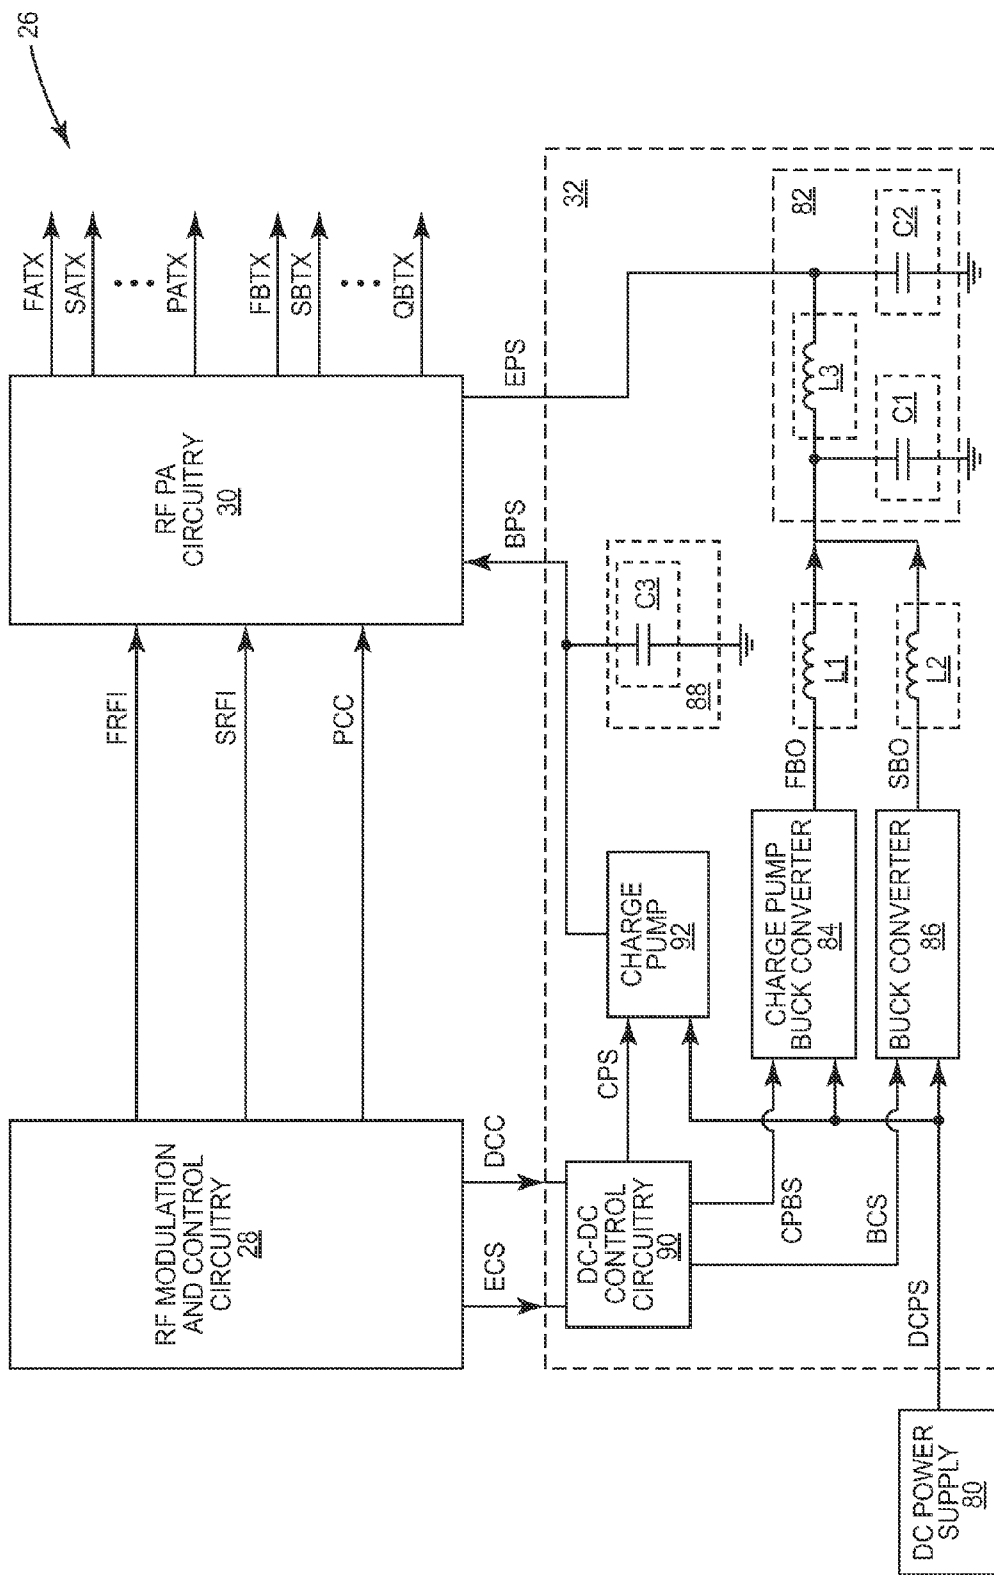 26
RF MODULATION
AND CONTROL
CIRCUITRY
28
FRFI
SRFI
PCC
RF PA
CIRCUITRY
30
FATX
SATX
PATX
FBTX
SBTX
QBTX
ECS
DCC
BPS
EPS
32
DC-DC
CONTROL
CIRCUITRY
90
CPS
CHARGE
PUMP
92
C3
88
CPBS
BCS
CHARGE PUMP
BUCK CONVERTER
84
FBO
L1
BUCK CONVERTER
86
SBO
L2
82
L3
C1
C2
DCPS
DC POWER
SUPPLY
80